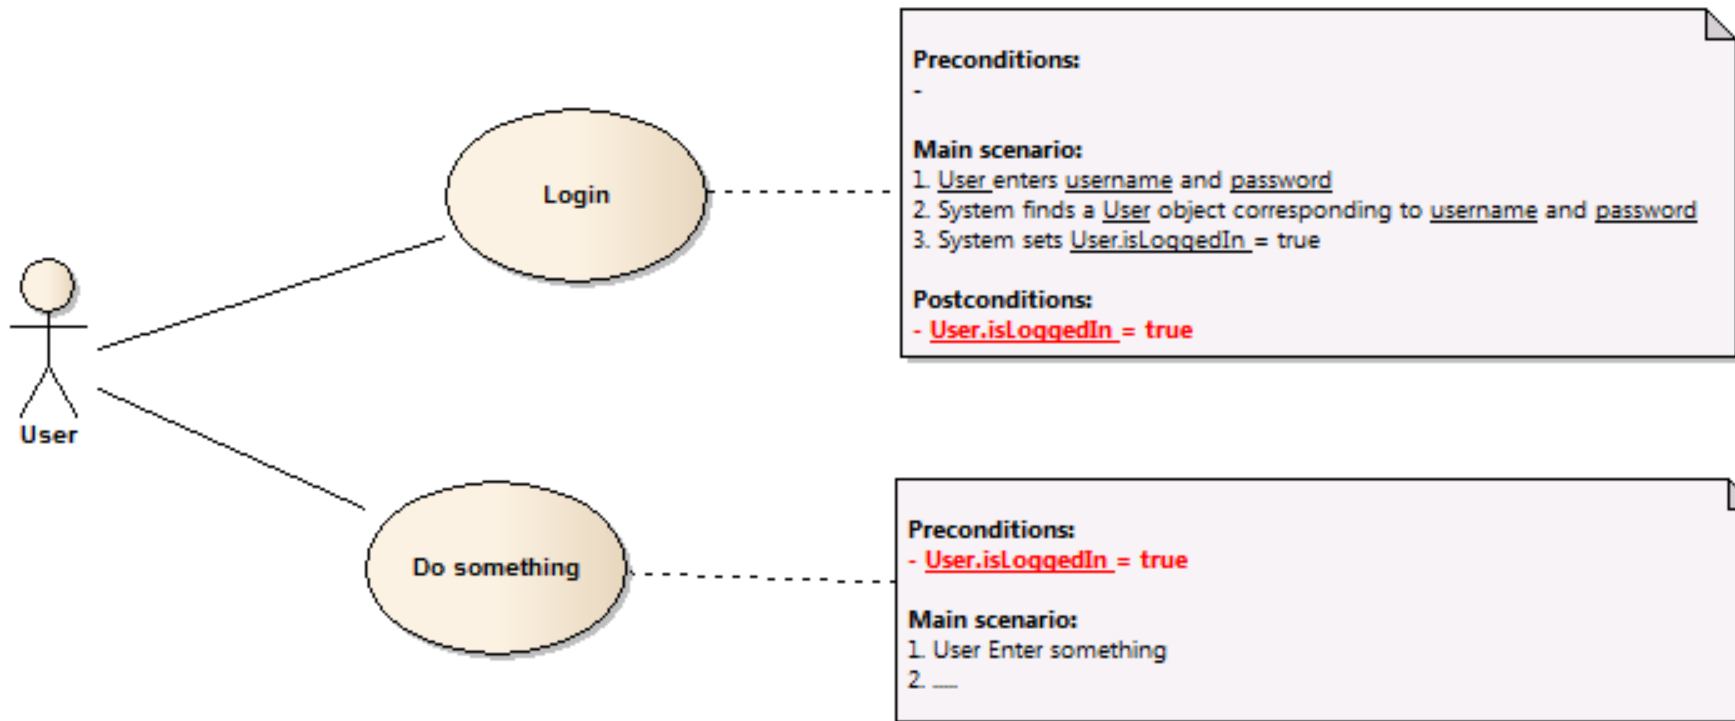 Preconditions:
-
Main scenario:
1. User enters username and password
2. System finds a User object corresponding to username and password
3. System sets User.isLoggedIn = true
Postconditions:
- User.isLoggedIn = true
Login
User
Do something
Preconditions:
- User.isLoggedIn = true
Main scenario:
1. User Enter something
2. .....